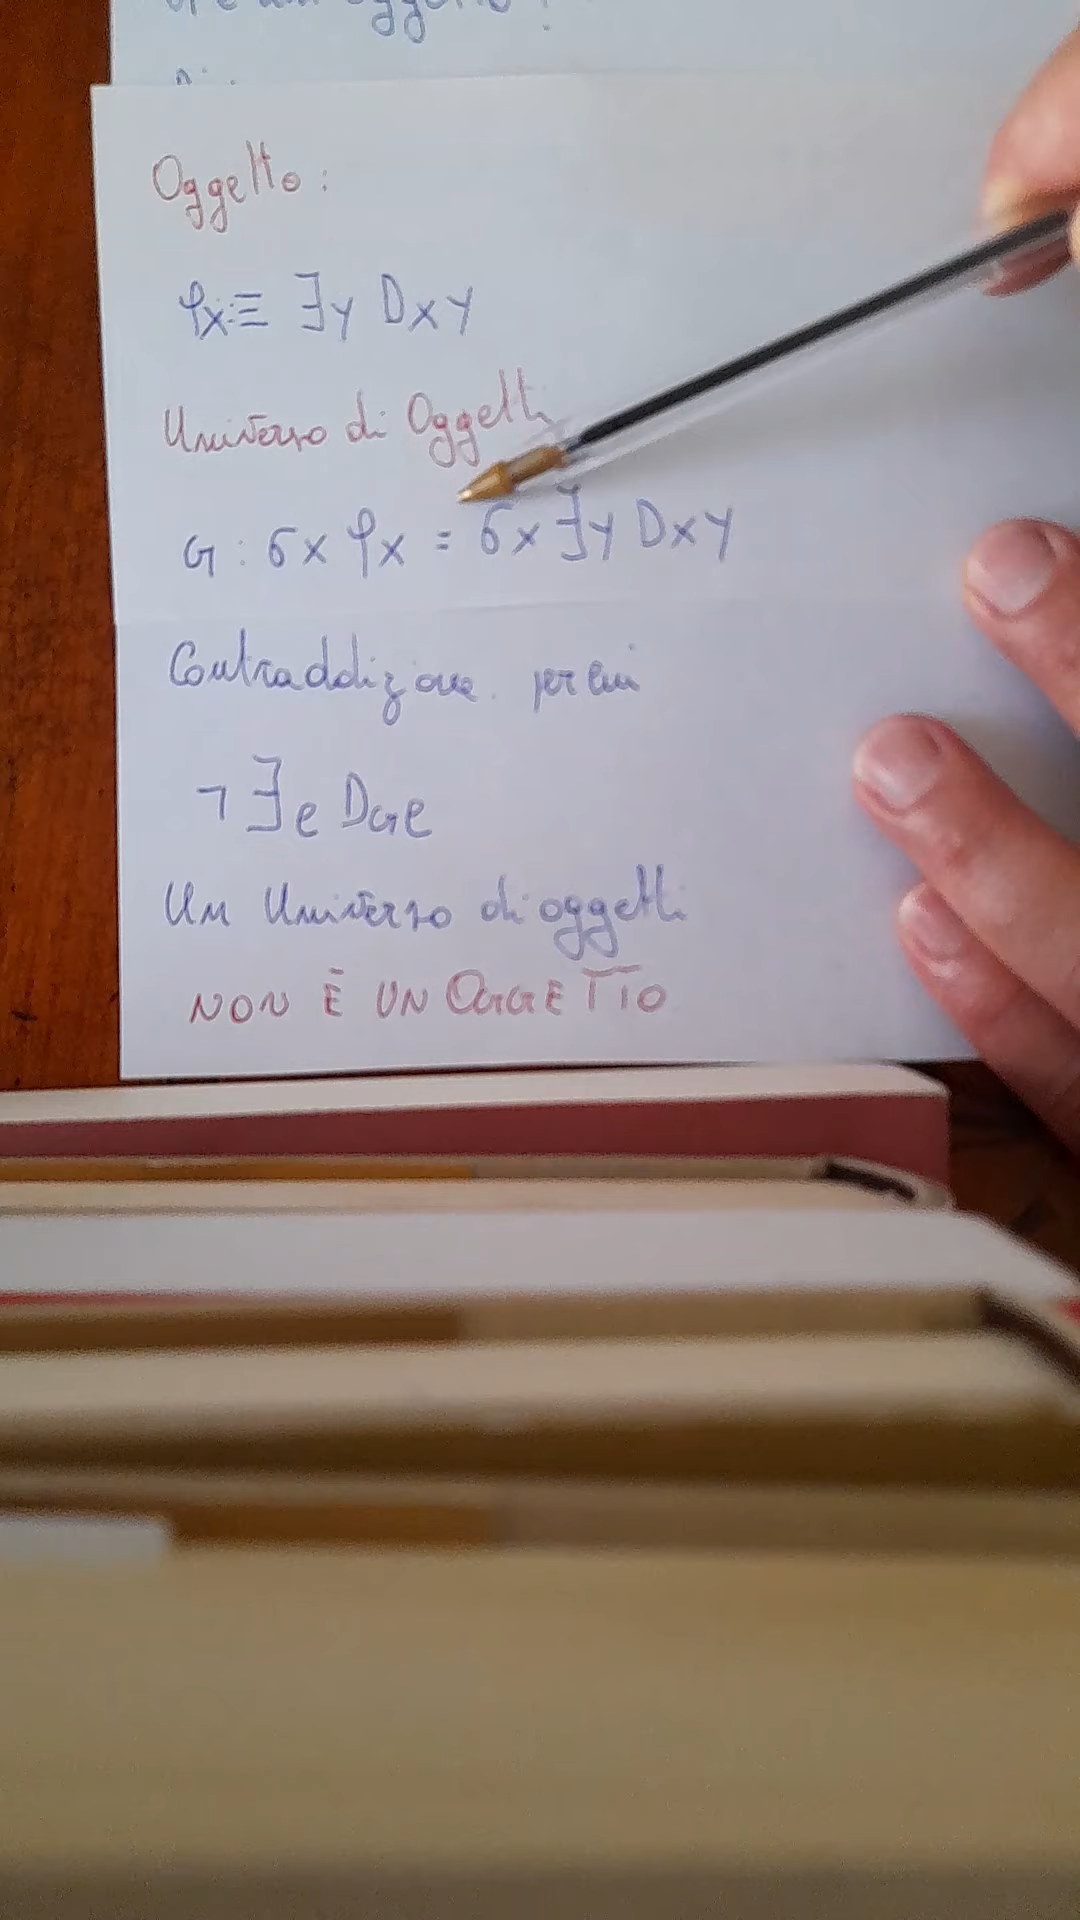 Oggetto:
φx:≡ ∃y Dxy
Universo di Oggetti
G: σx φx = σx ∃y Dxy
Contraddizione per cui
¬∃e DGe
Un Universo di oggetti
NON È UN OGGETTO